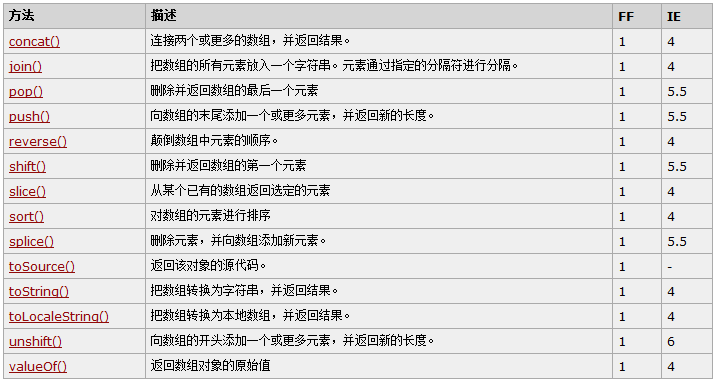 方法 描述 FF IE
concat() 连接两个或更多的数组，并返回结果。 1 4
join() 把数组的所有元素放入一个字符串。元素通过指定的分隔符进行分隔。 1 4
pop() 删除并返回数组的最后一个元素 1 5.5
push() 向数组的末尾添加一个或更多元素，并返回新的长度。 1 5.5
reverse() 颠倒数组中元素的顺序。 1 4
shift() 删除并返回数组的第一个元素 1 5.5
slice() 从某个已有的数组返回选定的元素 1 4
sort() 对数组的元素进行排序 1 4
splice() 删除元素，并向数组添加新元素。 1 5.5
toSource() 返回该对象的源代码。 1 -
toString() 把数组转换为字符串，并返回结果。 1 4
toLocaleString() 把数组转换为本地数组，并返回结果。 1 4
unshift() 向数组的开头添加一个或更多元素，并返回新的长度。 1 6
valueOf() 返回数组对象的原始值 1 4